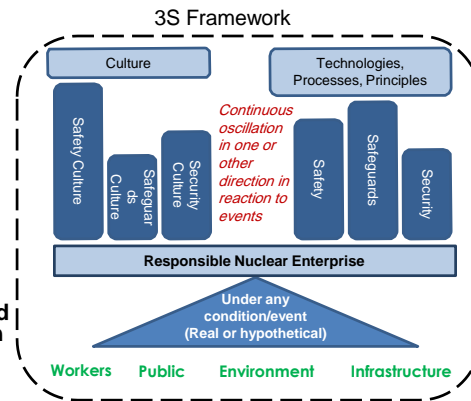 3S Framework
Culture
Technologies,
Processes, Principles
Safety Culture
Safeguar
ds
Culture
Security
Culture
Continuous
oscillation
in one or
other
direction in
reaction to
events
Safety
Safeguards
Security
Responsible Nuclear Enterprise
Under any
condition/event
(Real or hypothetical)
Workers Public Environment Infrastructure